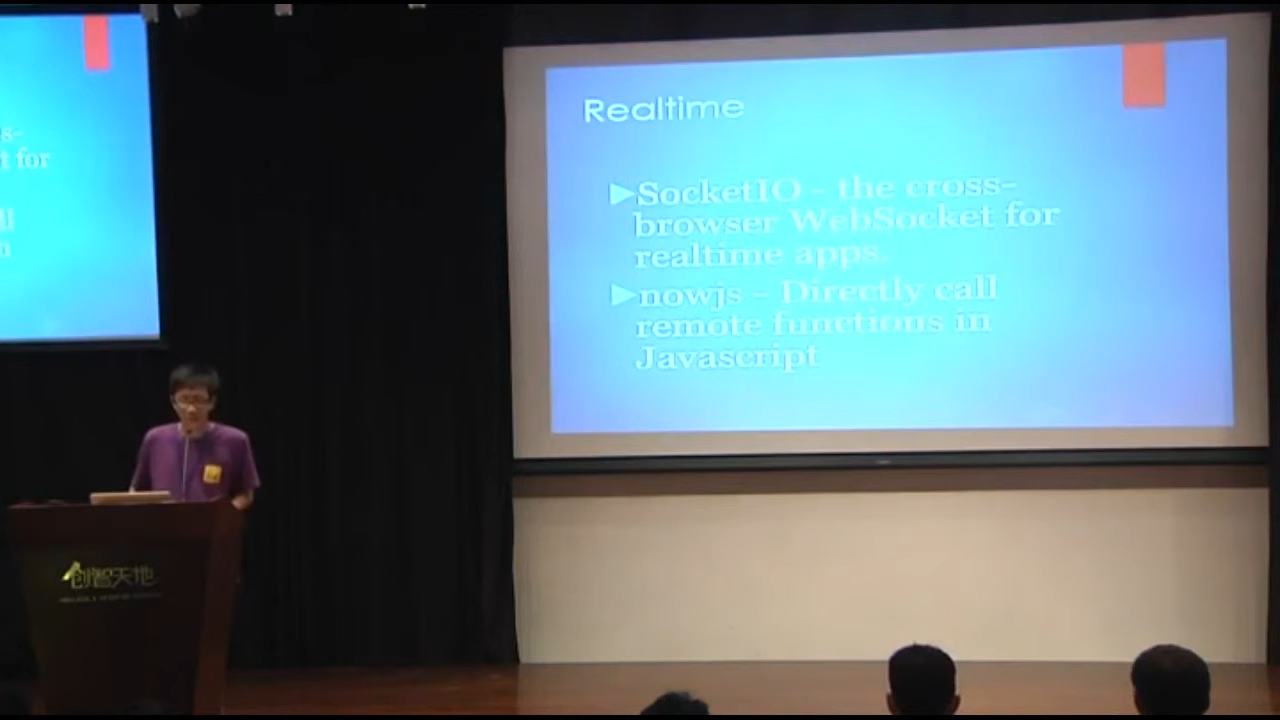 s-
t for
Realtime
SocketIO - the cross-
browser WebSocket for
realtime apps.
nowjs - Directly call
remote functions in
Javascript
创智天地